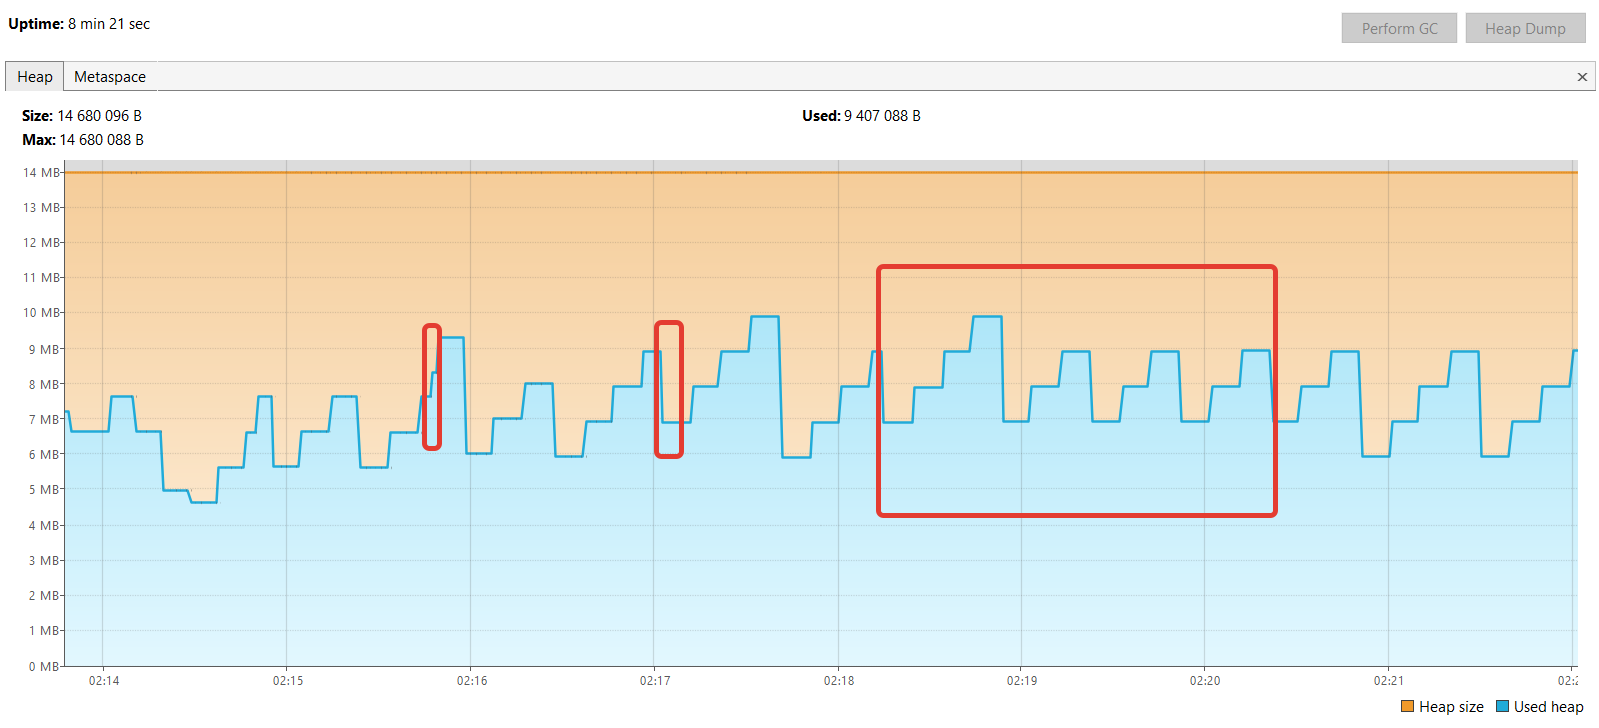 Uptime: 8 min 21 sec
Perform GC
Heap Dump
Heap
Metaspace
×
Size: 14 680 096 B
Used: 9 407 088 B
Max: 14 680 088 B
14 MB
13 MB
12 MB
11 MB
10 MB
9 MB
8 MB
7 MB
6 MB
5 MB
4 MB
3 MB
2 MB
1 MB
0 MB
02:14
02:15
02:16
02:17
02:18
02:19
02:20
02:21
Heap size
Used heap